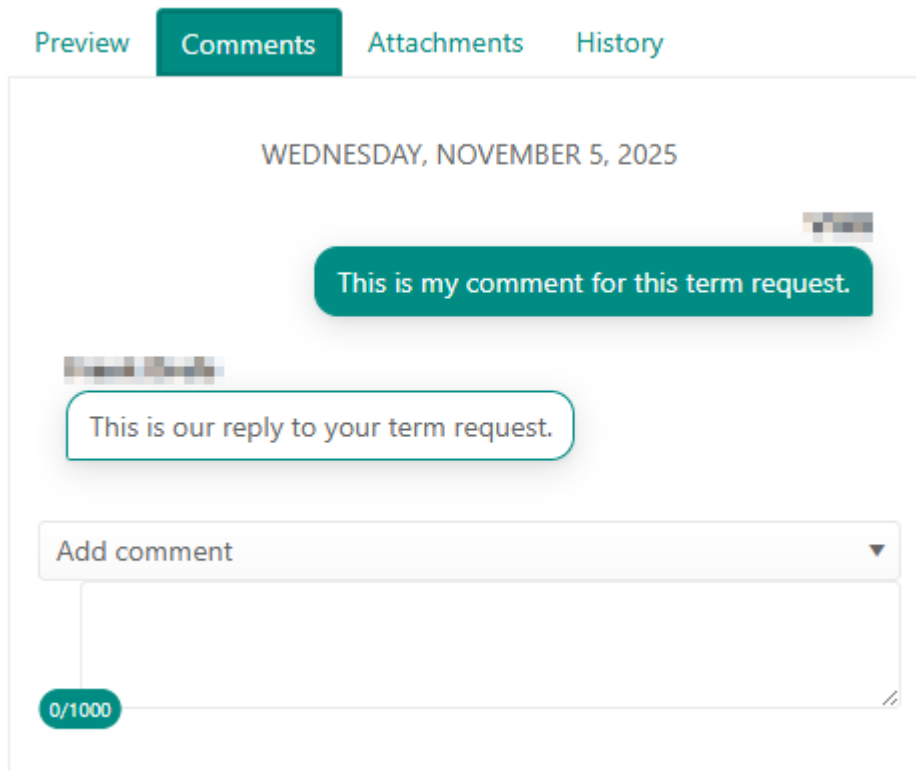 Preview Comments Attachments History
WEDNESDAY, NOVEMBER 5, 2025
This is my comment for this term request.
This is our reply to your term request.
Add comment
0/1000